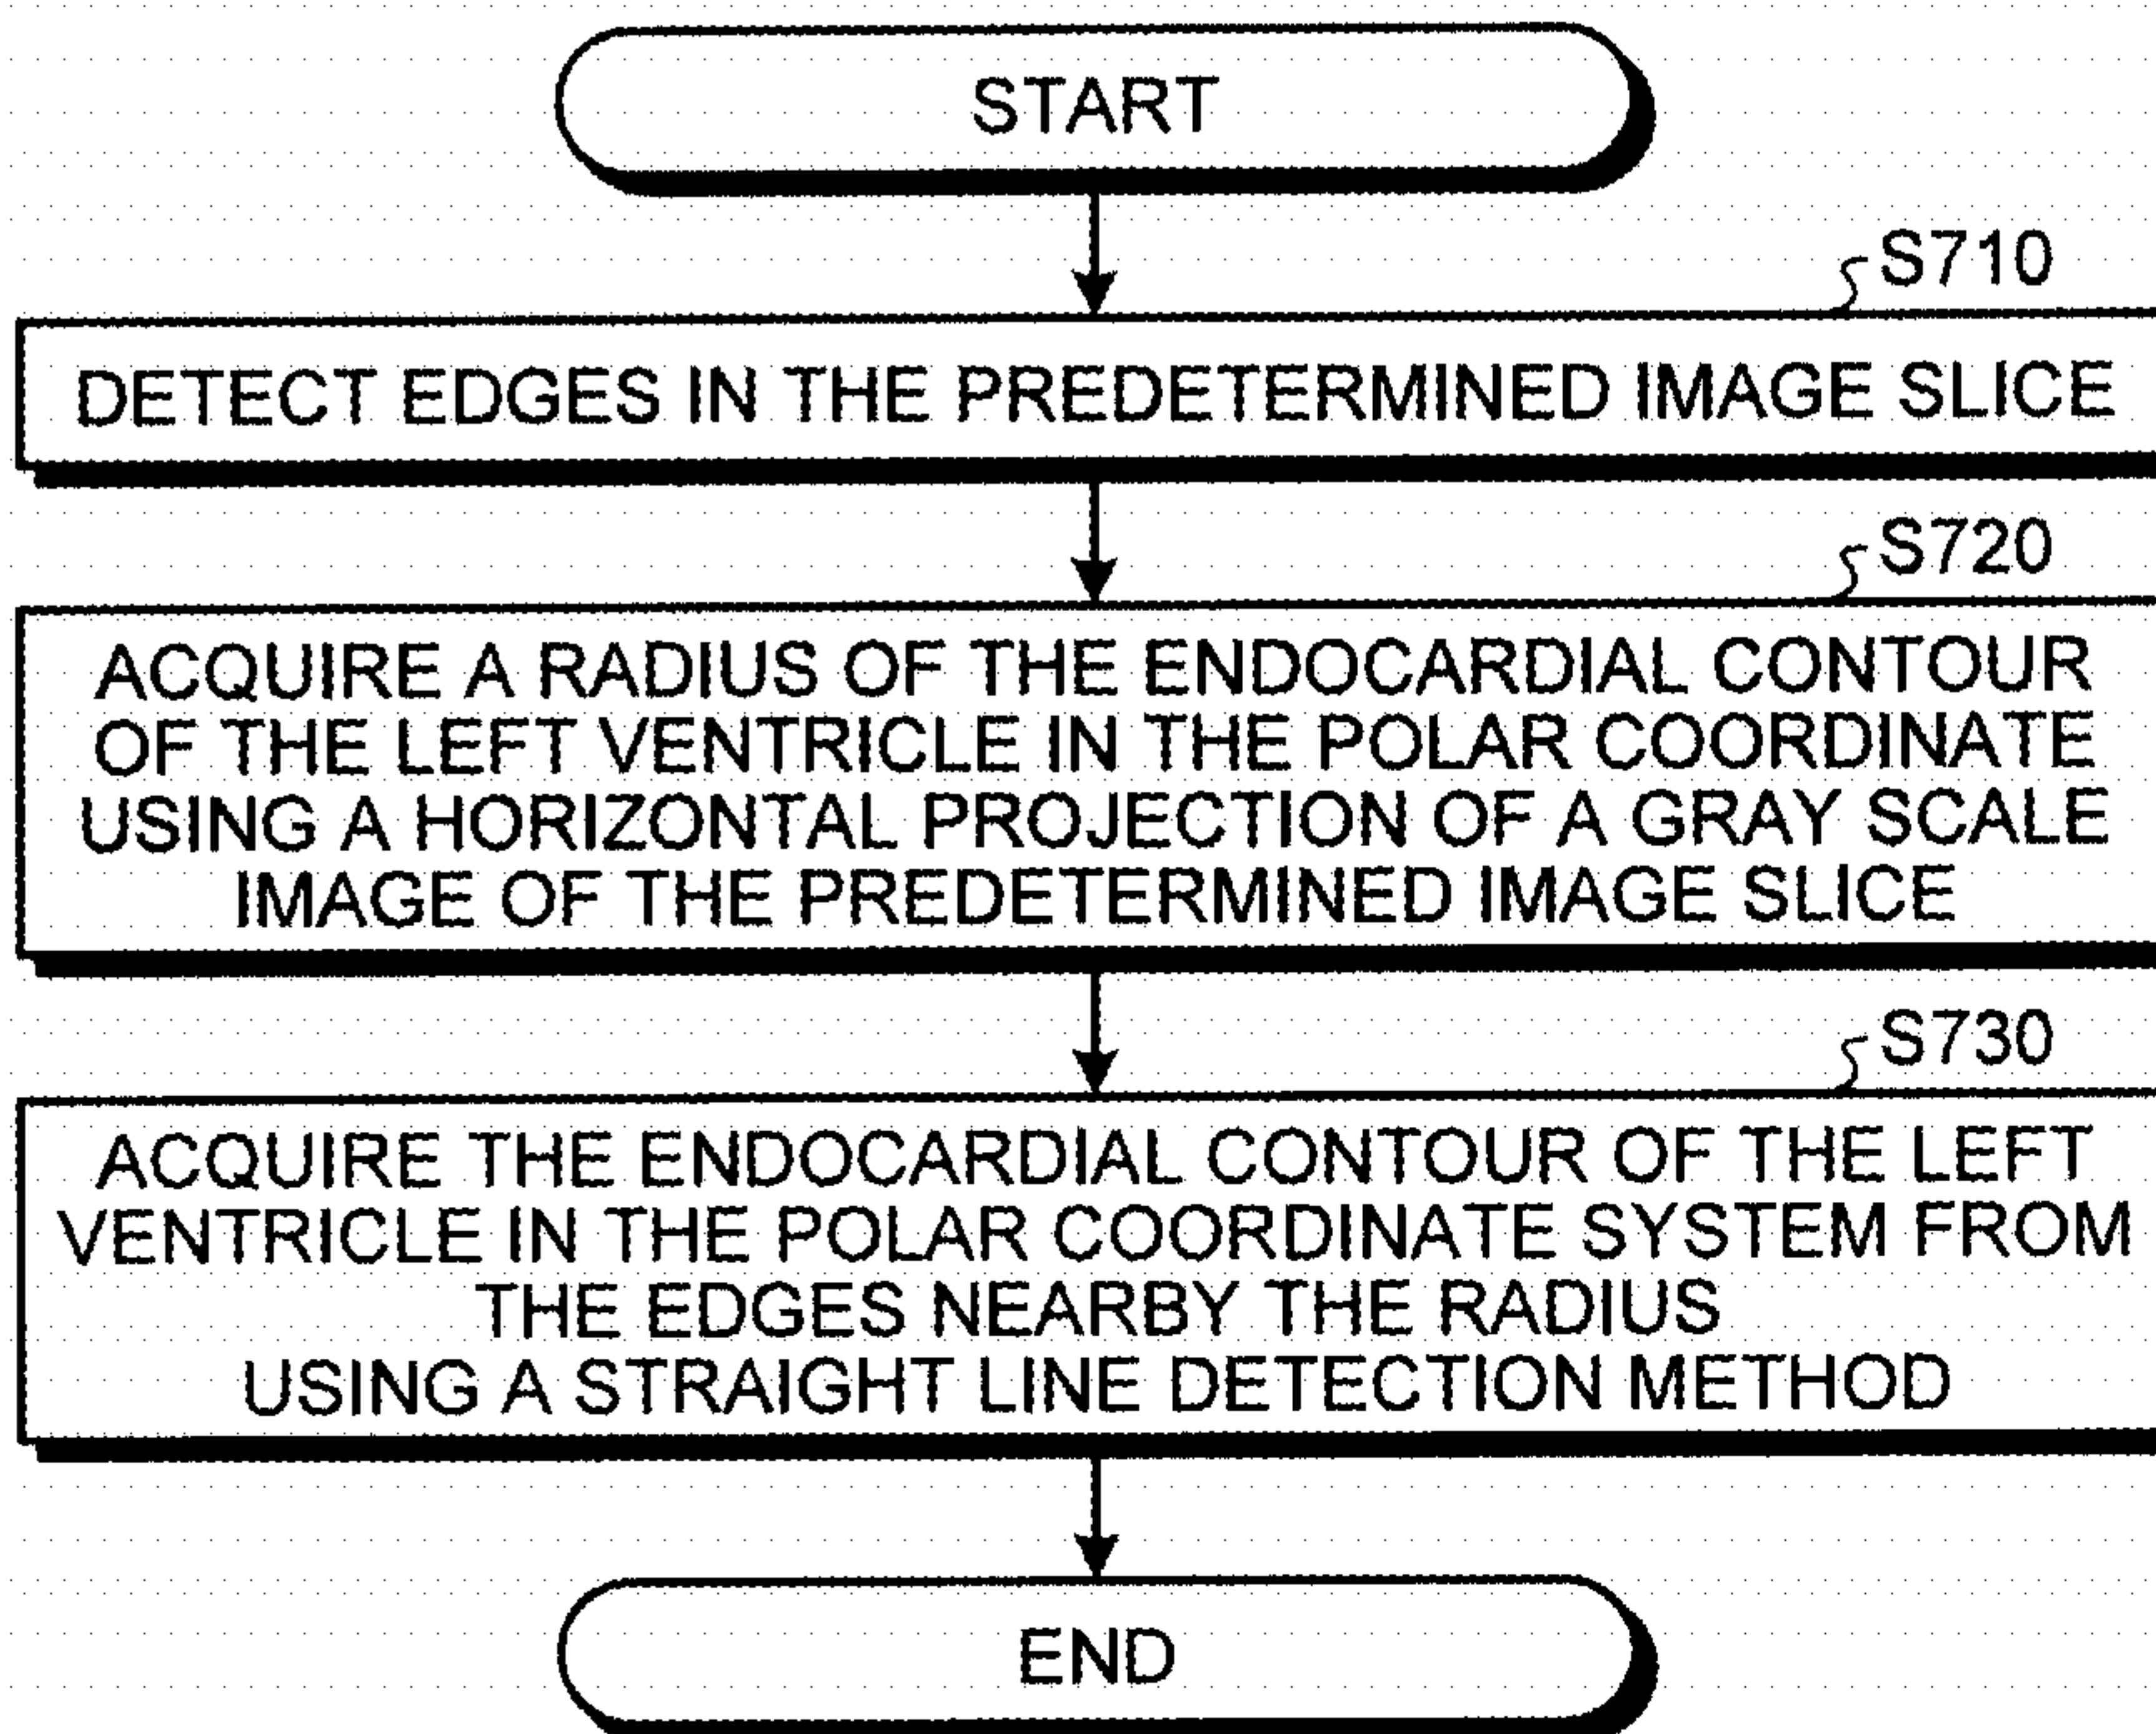 START
S710
DETECT EDGES IN THE PREDETERMINED IMAGE SLICE
S720
ACQUIRE A RADIUS OF THE ENDOCARDIAL CONTOUR
OF THE LEFT VENTRICLE IN THE POLAR COORDINATE
USING A HORIZONTAL PROJECTION OF A GRAY SCALE
IMAGE OF THE PREDETERMINED IMAGE SLICE
S730
ACQUIRE THE ENDOCARDIAL CONTOUR OF THE LEFT
VENTRICLE IN THE POLAR COORDINATE SYSTEM FROM
THE EDGES NEARBY THE RADIUS
USING A STRAIGHT LINE DETECTION METHOD
END